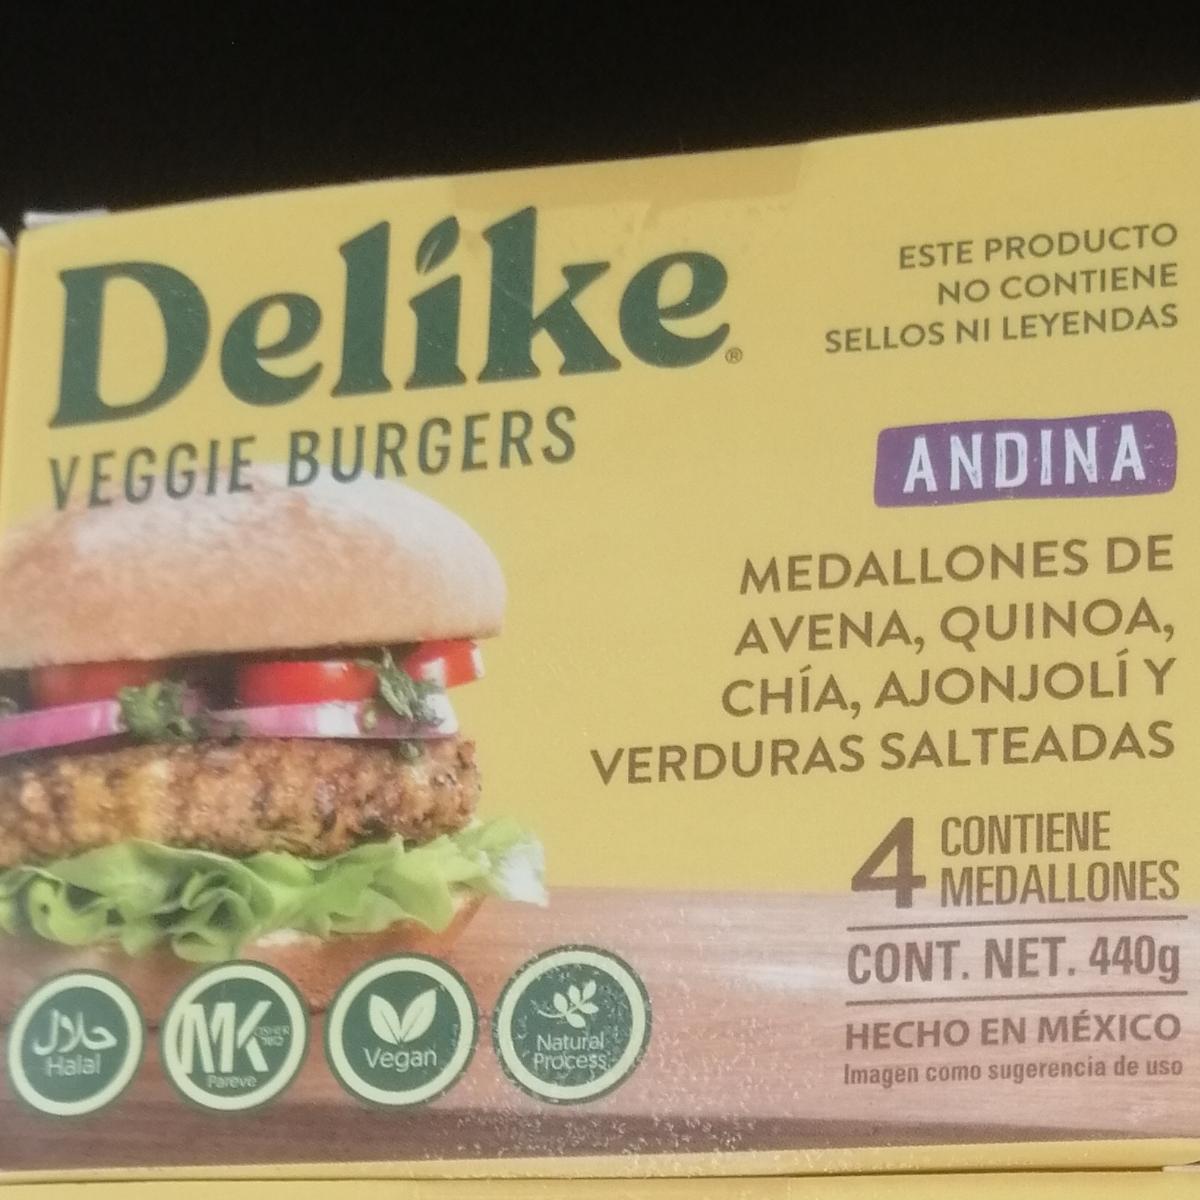 Delike®
VEGGIE BURGERS
ESTE PRODUCTO
NO CONTIENE
SELLOS NI LEYENDAS
ANDINA
MEDALLONES DE
AVENA, QUINOA,
CHÍA, AJONJOLÍ Y
VERDURAS SALTEADAS
4 CONTIENE
MEDALLONES
CONT. NET. 440g
HECHO EN MÉXICO
Imagen como sugerencia de uso
حلال
Halal
MK
Pareve
Vegan
Natural
Process